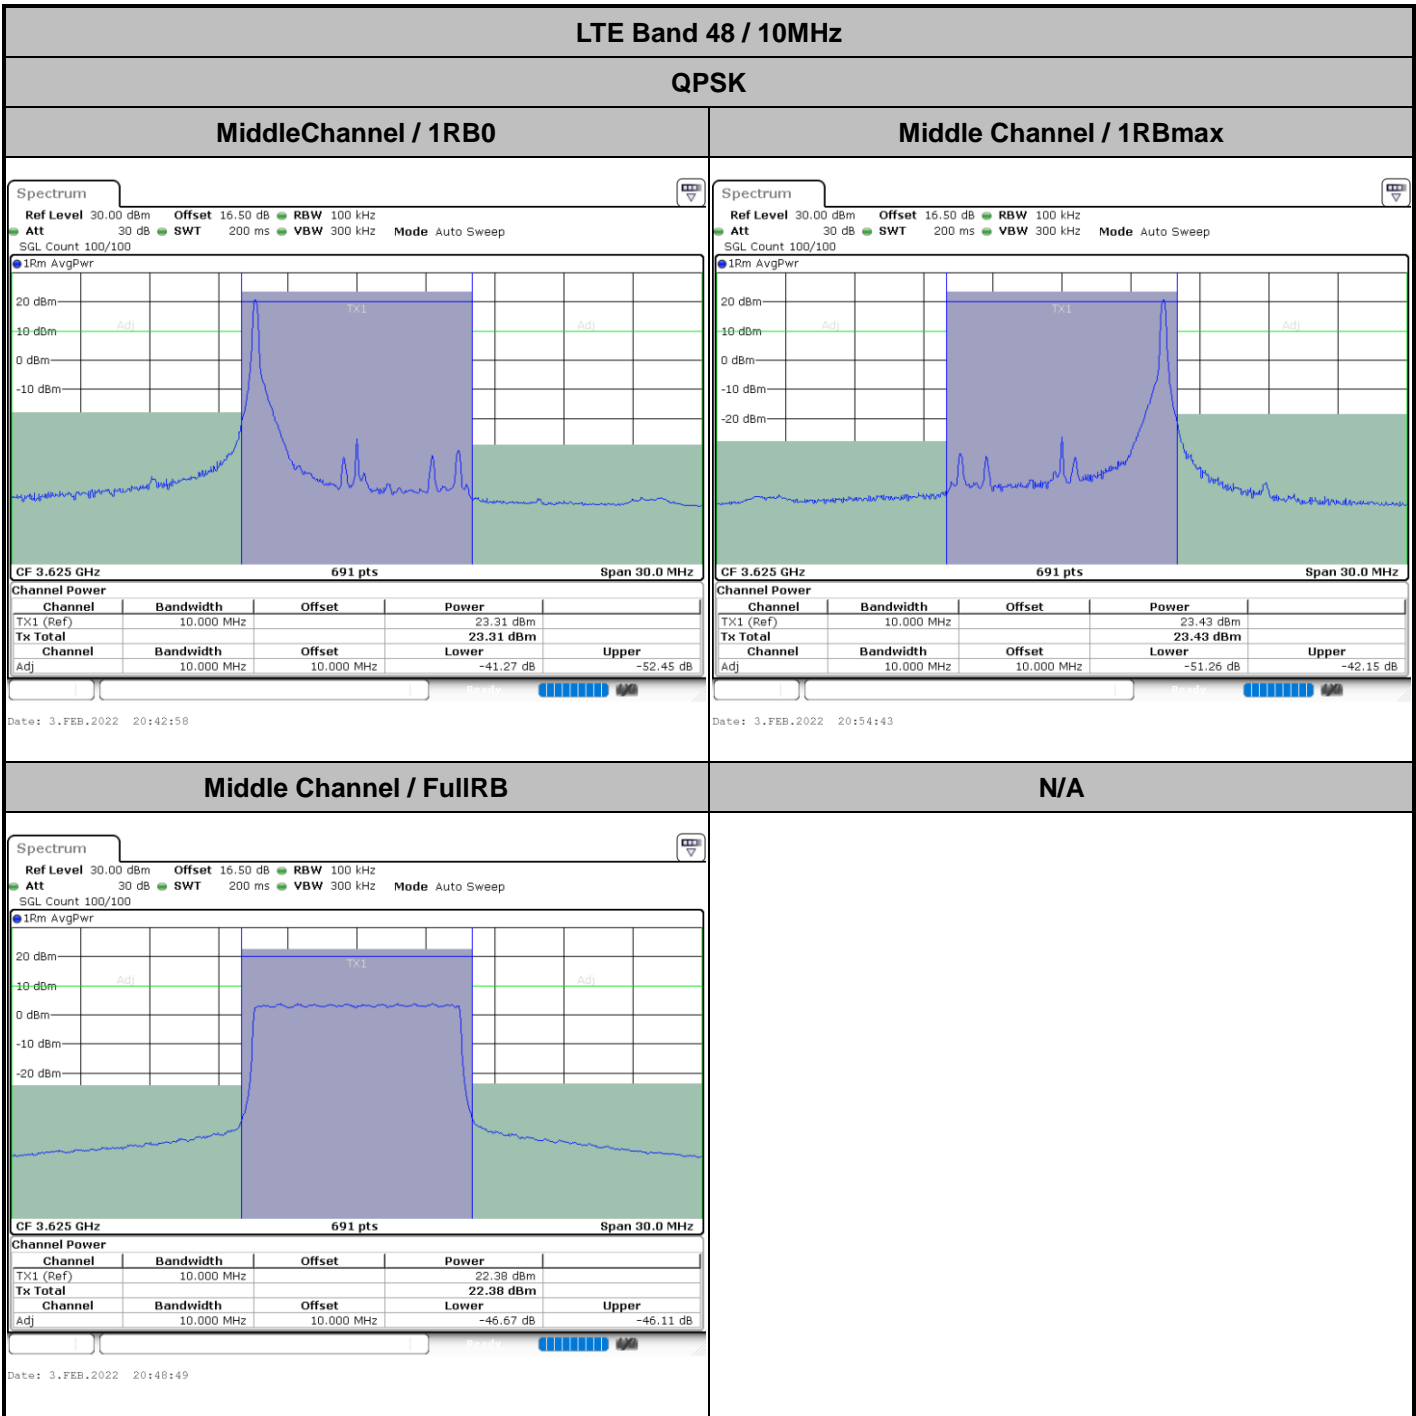 LTE Band 48 / 10MHz
QPSK
MiddleChannel / 1RB0
Middle Channel / 1RBmax
Spectrum
Ref Level 30.00 dBm Offset 16.50 dB RBW 100 kHz
Att 30 dB SWT 200 ms VBW 300 kHz Mode Auto Sweep
SGL Count 100/100
1Rm AvgPwr
TX1
20 dBm
Adj
Adj
10 dBm
0 dBm
-10 dBm
CF 3.625 GHz 691 pts Span 30.0 MHz
Channel Power
Channel Bandwidth Offset Power
TX1 (Ref) 10.000 MHz 23.31 dBm
Tx Total 23.31 dBm
Channel Bandwidth Offset Lower Upper
Adj 10.000 MHz 10.000 MHz -41.27 dB -52.45 dB
Ready
Date: 3.FEB.2022 20:42:58
Spectrum
Ref Level 30.00 dBm Offset 16.50 dB RBW 100 kHz
Att 30 dB SWT 200 ms VBW 300 kHz Mode Auto Sweep
SGL Count 100/100
1Rm AvgPwr
20 dBm
TX1
Adj
Adj
10 dBm
0 dBm
-10 dBm
-20 dBm
CF 3.625 GHz 691 pts Span 30.0 MHz
Channel Power
Channel Bandwidth Offset Power
TX1 (Ref) 10.000 MHz 23.43 dBm
Tx Total 23.43 dBm
Channel Bandwidth Offset Lower Upper
Adj 10.000 MHz 10.000 MHz -51.26 dB -42.15 dB
Ready
Date: 3.FEB.2022 20:54:43
Middle Channel / FullRB
N/A
Spectrum
Ref Level 30.00 dBm Offset 16.50 dB RBW 100 kHz
Att 30 dB SWT 200 ms VBW 300 kHz Mode Auto Sweep
SGL Count 100/100
1Rm AvgPwr
20 dBm
TX1
Adj
Adj
10 dBm
0 dBm
-10 dBm
-20 dBm
CF 3.625 GHz 691 pts Span 30.0 MHz
Channel Power
Channel Bandwidth Offset Power
TX1 (Ref) 10.000 MHz 22.38 dBm
Tx Total 22.38 dBm
Channel Bandwidth Offset Lower Upper
Adj 10.000 MHz 10.000 MHz -46.67 dB -46.11 dB
Ready
Date: 3.FEB.2022 20:48:49